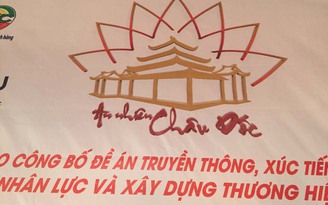 An nhiên Châu Đốc
O CÔNG BỐ ĐỀ ÁN TRUYỀN THÔNG, XÚC TIẾN
NHÂN LỰC VÀ XÂY DỰNG THƯƠNG HIỆ